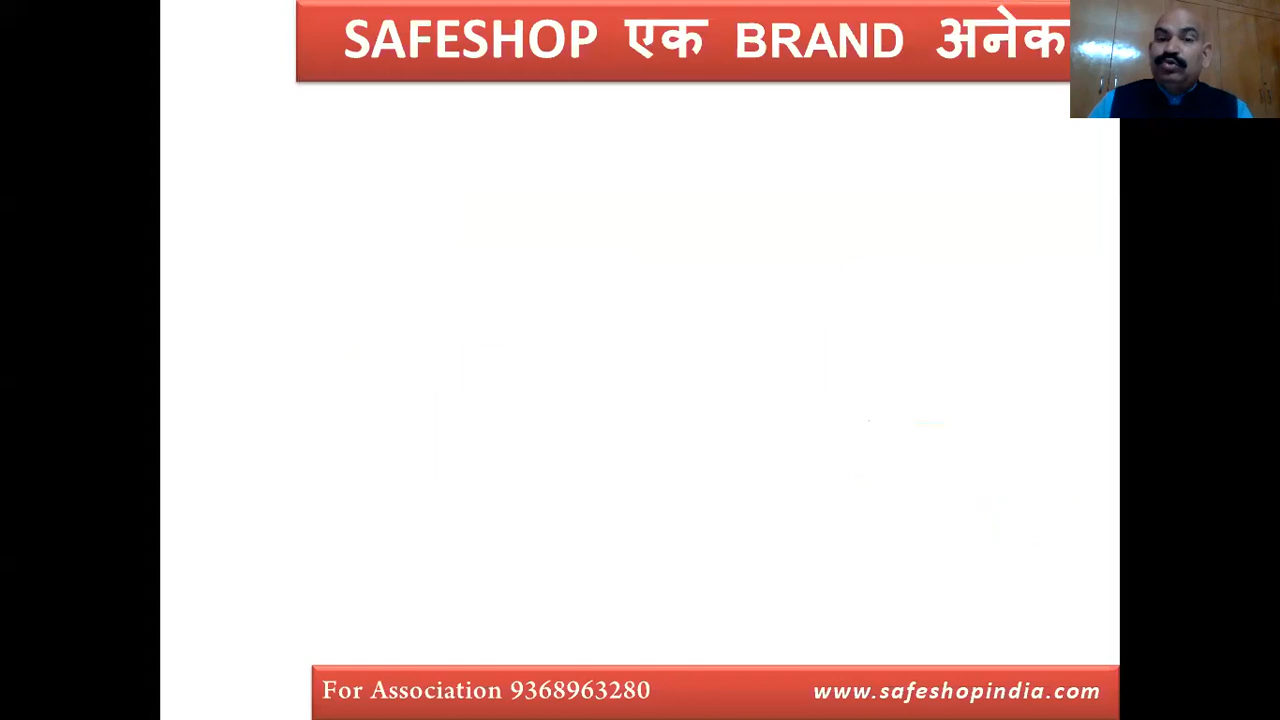 SAFESHOP एक BRAND अनेक
For Association 9368963280
www.safeshopindia.com